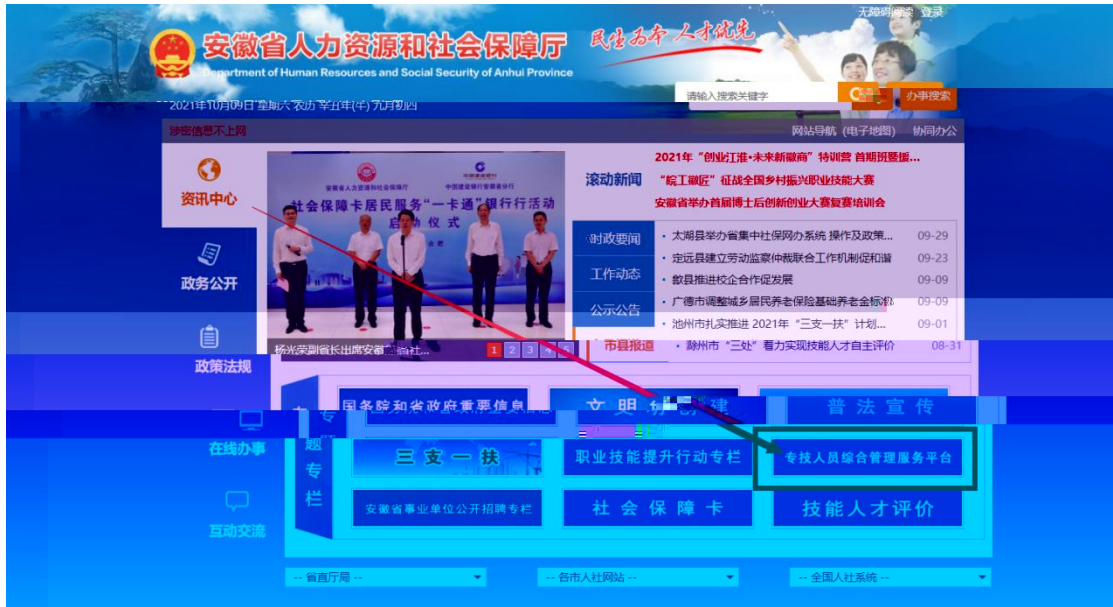 无障碍阅读 登录
安徽省人力资源和社会保障厅
Department of Human Resources and Social Security of Anhui Province
民生为本 人才优先
请输入搜索关键字
办事搜索
2021年10月09日 星期六 农历 辛丑年(牛) 九月初四
涉密信息不上网
网站导航 (电子地图) 协同办公
资讯中心
政务公开
政策法规
在线办事
互动交流
安徽省人力资源和社会保障厅 中国建设银行安徽省分行
社会保障卡居民服务“一卡通”银行行活动
启动仪式
杨光荣副省长出席安徽
1 2 3 4 5
滚动新闻
2021年“创业江淮•未来新徽商”特训营 首期班暨援...
“皖工徽匠”征战全国乡村振兴职业技能大赛
安徽省举办首届博士后创新创业大赛复赛培训会
时政要闻
工作动态
公示公告
市县报道
· 太湖县举办省集中社保网办系统 操作及政策... 09-29
· 定远县建立劳动监察仲裁联合工作机制促和谐 09-23
· 歙县推进校企合作促发展 09-09
· 广德市调整城乡居民养老保险基础养老金标准 09-09
· 池州市扎实推进 2021年“三支一扶”计划... 09-01
· 滁州市“三处”着力实现技能人才自主评价 08-31
专题专栏
国务院和省政府重要信息
文明创建
普法宣传
三支一扶
职业技能提升行动专栏
专技人员综合管理服务平台
安徽省事业单位公开招聘专栏
社会保障卡
技能人才评价
-- 省直厅局 --
-- 各市人社网站 --
-- 全国人社系统 --